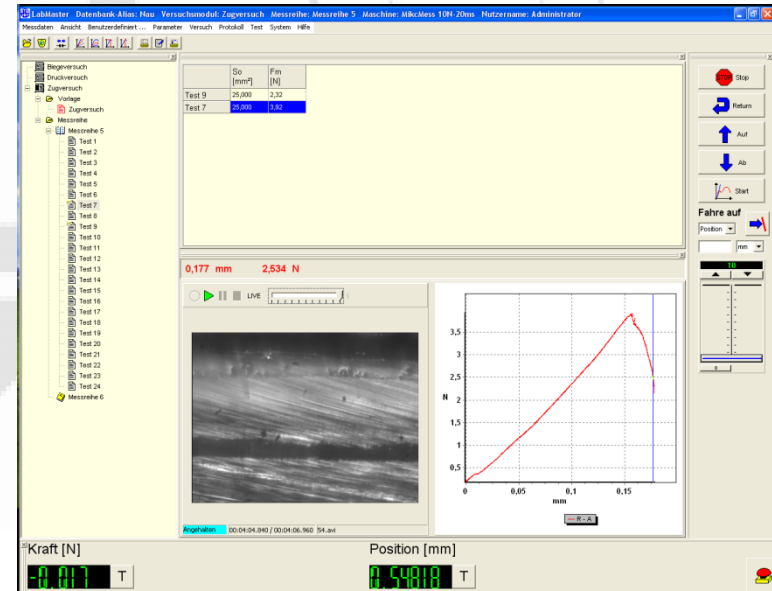 LabMaster Datenbank-Alias: Nau Versuchsmodul: Zugversuch Messreihe: Messreihe 5 Maschine: MikcMess 10N-20ms Nutzername: Administrator
Messdaten Ansicht Benutzerdefiniert ... Parameter Versuch Protokoll Test System Hilfe
Biegeversuch
Druckversuch
Zugversuch
Vorlage
Zugversuch
Messreihe
Messreihe 5
Test 1
Test 2
Test 3
Test 4
Test 5
Test 6
Test 7
Test 8
Test 9
Test 10
Test 11
Test 12
Test 13
Test 14
Test 15
Test 16
Test 17
Test 18
Test 19
Test 20
Test 21
Test 22
Test 23
Test 24
Messreihe 6
So Fm
[mm²] [N]
Test 9 25,000 2,32
Test 7 25,000 3,92
0,177 mm 2,534 N
LIVE
Angehalten 00:04:04.840 / 00:04:06.960 54.avi
3,5
3
2,5
N 2
1,5
1
0,5
0 0,05 0,1 0,15
mm
R - A
STOP Stop
Return
Auf
Ab
Start
Fahre auf
Position
mm
10
0
Kraft [N] Position [mm]
-0.017 T 0.54818 T